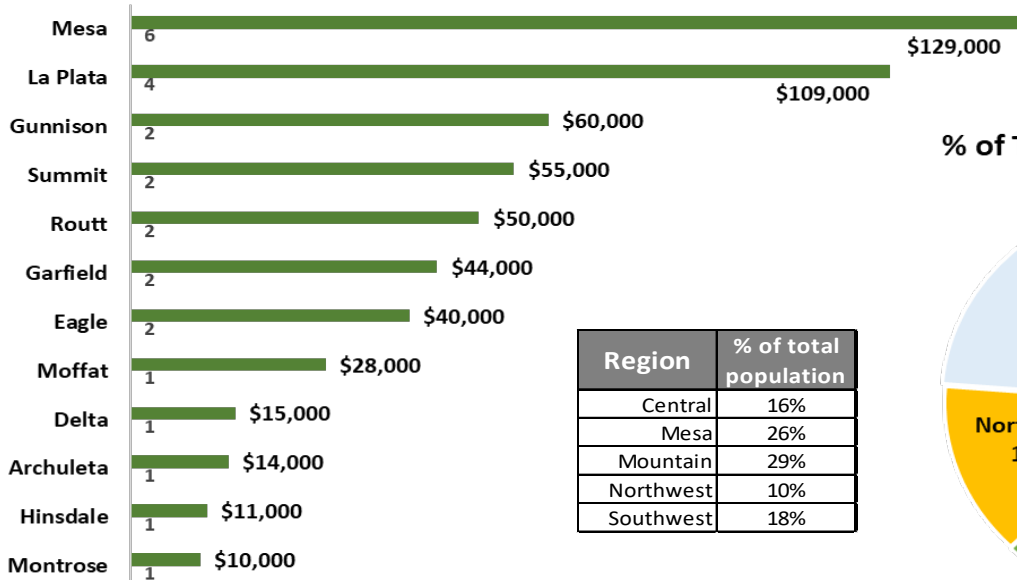 Mesa
6
$129,000
La Plata
4
$109,000
Gunnison
2
$60,000
Summit
2
$55,000
Routt
2
$50,000
Garfield
2
$44,000
Eagle
2
$40,000
Moffat
1
$28,000
Delta
1
$15,000
Archuleta
1
$14,000
Hinsdale
1
$11,000
Montrose
1
$10,000
% of
Region
% of total
population
Central 16%
Mesa 26%
Mountain 29%
Northwest 10%
Southwest 18%